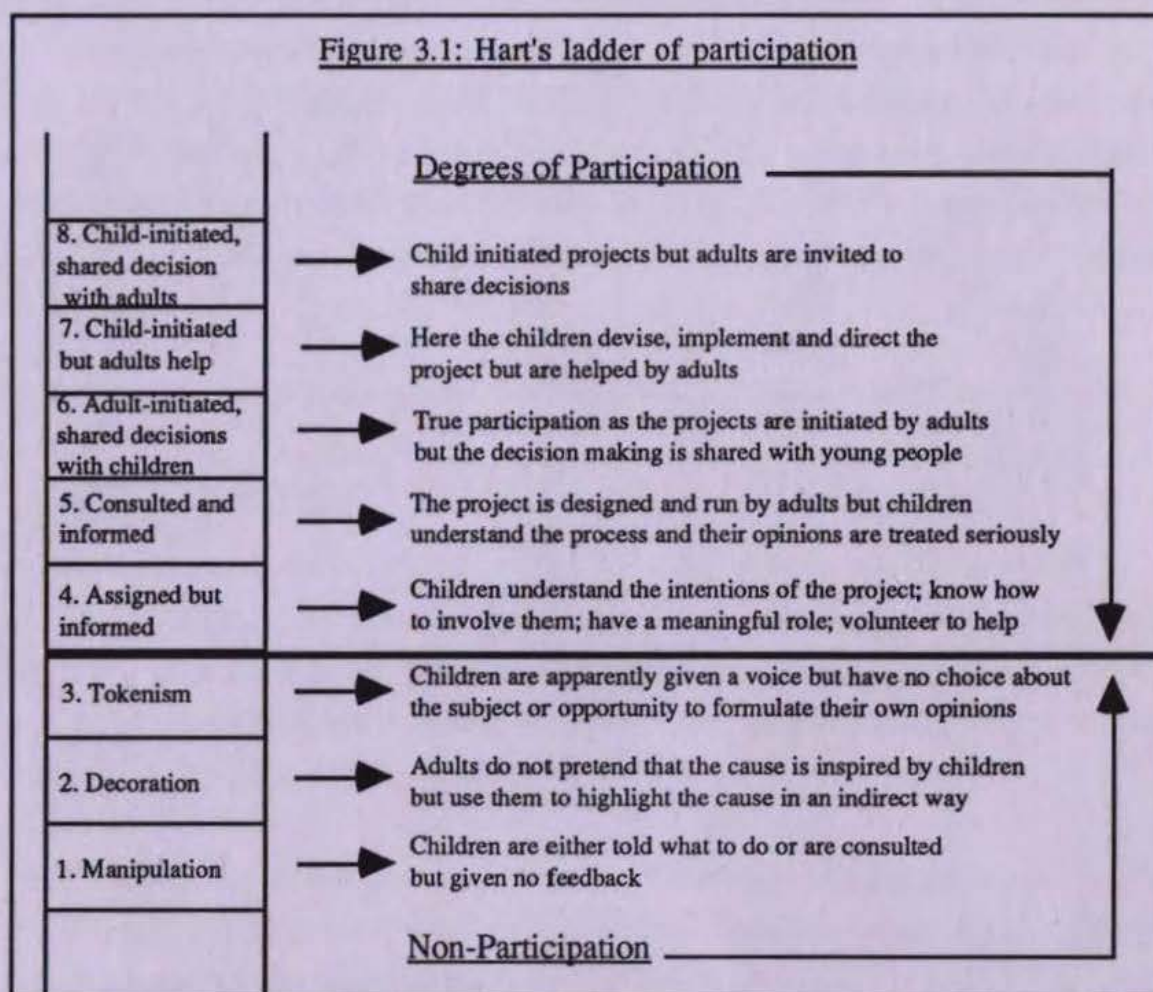 Figure 3.1: Hart's ladder of participation
Degrees of Participation
8. Child-initiated,
shared decision
with adults
Child initiated projects but adults are invited to
share decisions
7. Child-initiated
but adults help
Here the children devise, implement and direct the
project but are helped by adults
6. Adult-initiated,
shared decisions
with children
True participation as the projects are initiated by adults
but the decision making is shared with young people
5. Consulted and
informed
The project is designed and run by adults but children
understand the process and their opinions are treated seriously
4. Assigned but
informed
Children understand the intentions of the project; know how
to involve them; have a meaningful role; volunteer to help
3. Tokenism
Children are apparently given a voice but have no choice about
the subject or opportunity to formulate their own opinions
2. Decoration
Adults do not pretend that the cause is inspired by children
but use them to highlight the cause in an indirect way
1. Manipulation
Children are either told what to do or are consulted
but given no feedback
Non-Participation